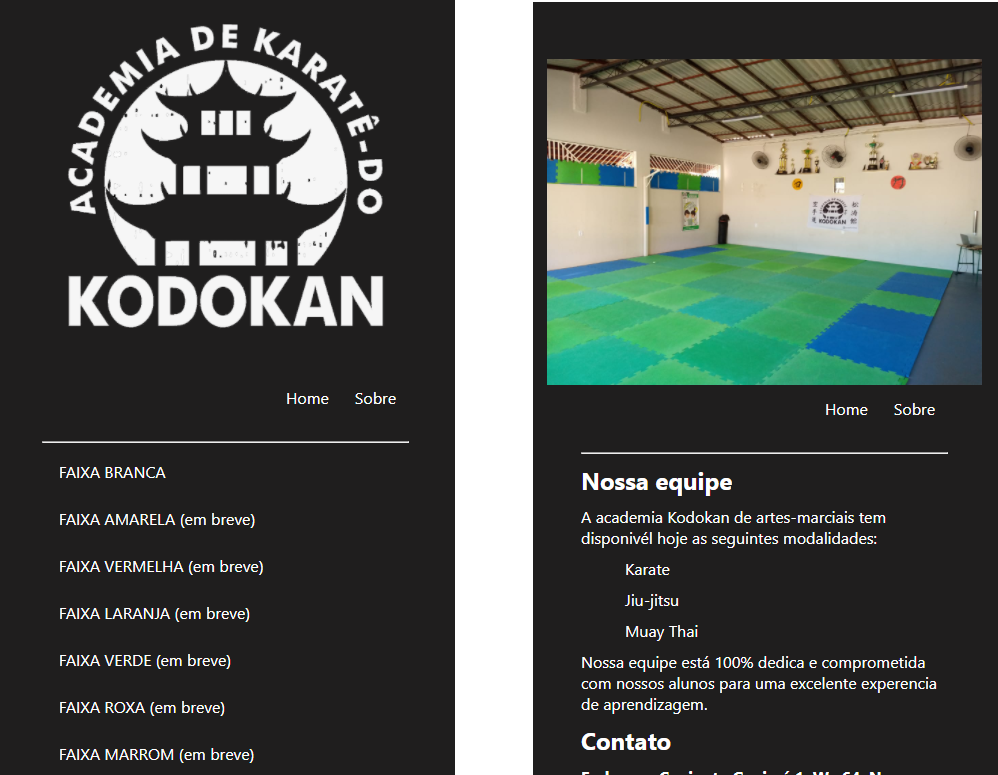 ACADEMIA DE KARATÊ-DO
KODOKAN
Home Sobre
FAIXA BRANCA
FAIXA AMARELA (em breve)
FAIXA VERMELHA (em breve)
FAIXA LARANJA (em breve)
FAIXA VERDE (em breve)
FAIXA ROXA (em breve)
FAIXA MARROM (em breve)
KODOKAN
Home Sobre
Nossa equipe
A academia Kodokan de artes-marciais tem
disponivél hoje as seguintes modalidades:
Karate
Jiu-jitsu
Muay Thai
Nossa equipe está 100% dedica e comprometida
com nossos alunos para uma excelente experencia
de aprendizagem.
Contato